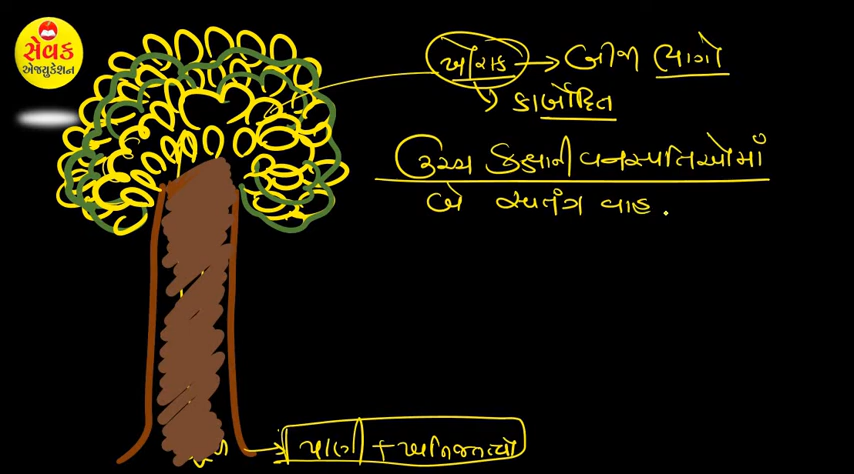 સેવક
એજ્યુકેશન
ખોરાક → બીજા ભાગો
કાર્બોદિત
ઉચ્ચ કક્ષાની વનસ્પતિઓમાં
બે સ્વતંત્ર વાહ.
પાણી + ખનિજતત્વો